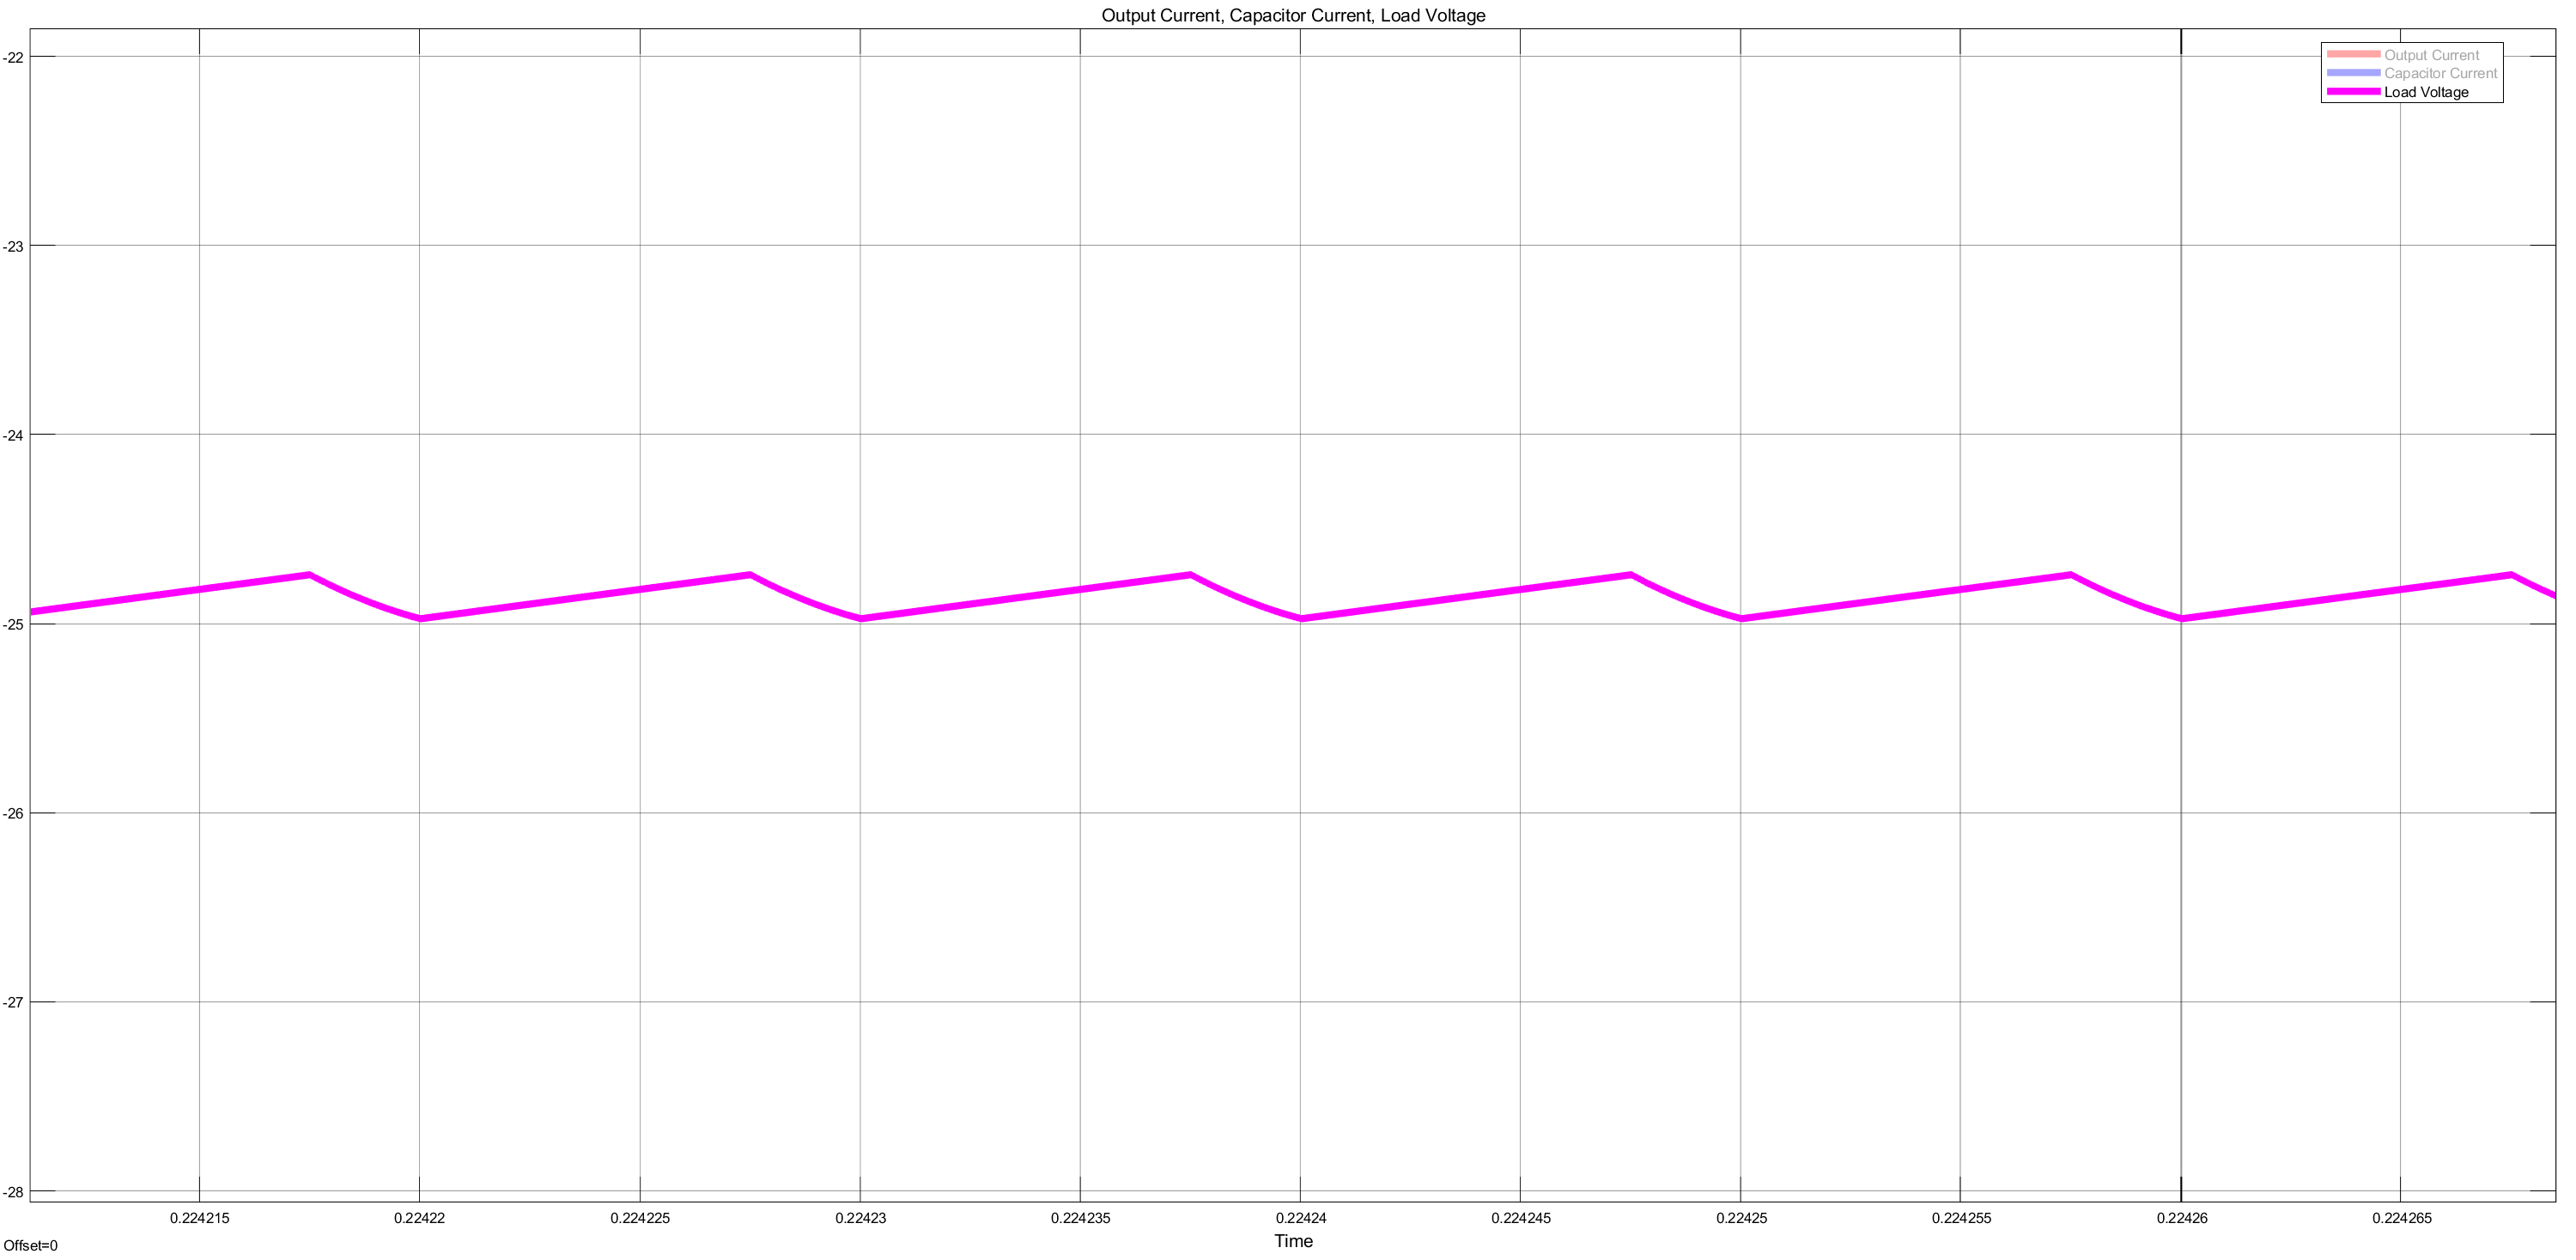 Output Current, Capacitor Current, Load Voltage
Output Current
Capacitor Current
Load Voltage
-22
-23
-24
-25
-26
-27
-28
0.224215 0.22422 0.224225 0.22423 0.224235 0.22424 0.224245 0.22425 0.224255 0.22426 0.224265
Time
Offset=0